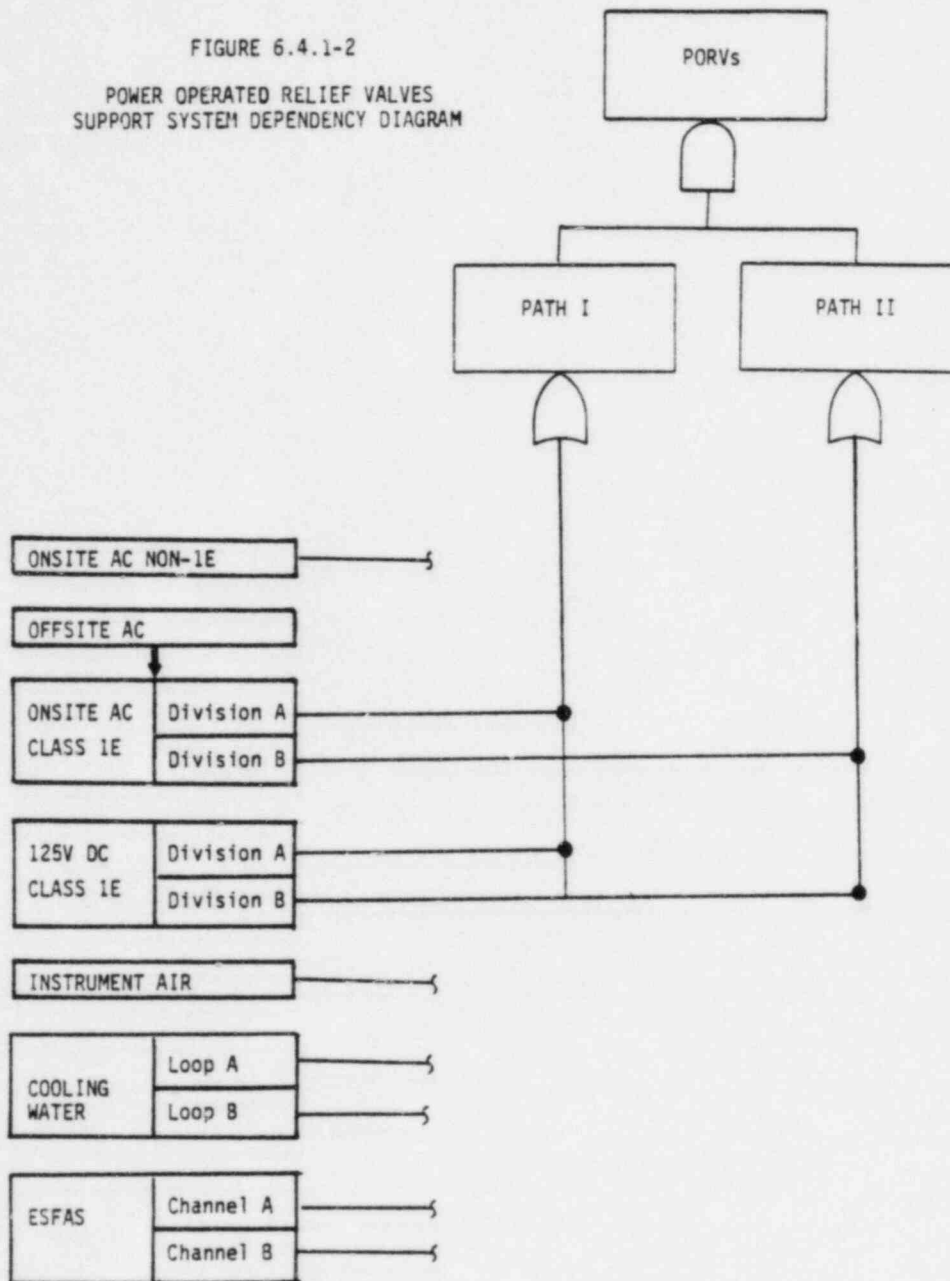 FIGURE 6.4.1-2
POWER OPERATED RELIEF VALVES
SUPPORT SYSTEM DEPENDENCY DIAGRAM
PORVs
PATH I
PATH II
ONSITE AC NON-1E
OFFSITE AC
ONSITE AC
CLASS 1E
Division A
Division B
125V DC
CLASS 1E
Division A
Division B
INSTRUMENT AIR
COOLING
WATER
Loop A
Loop B
ESFAS
Channel A
Channel B